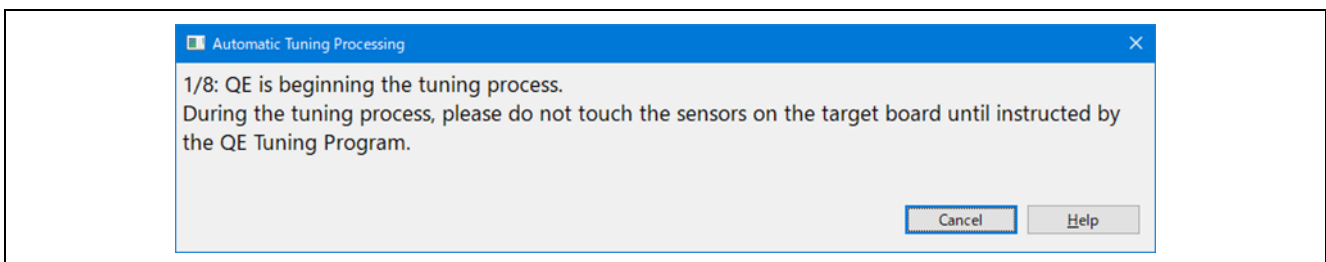 Automatic Tuning Processing
1/8: QE is beginning the tuning process.
During the tuning process, please do not touch the sensors on the target board until instructed by
the QE Tuning Program.
Cancel Help